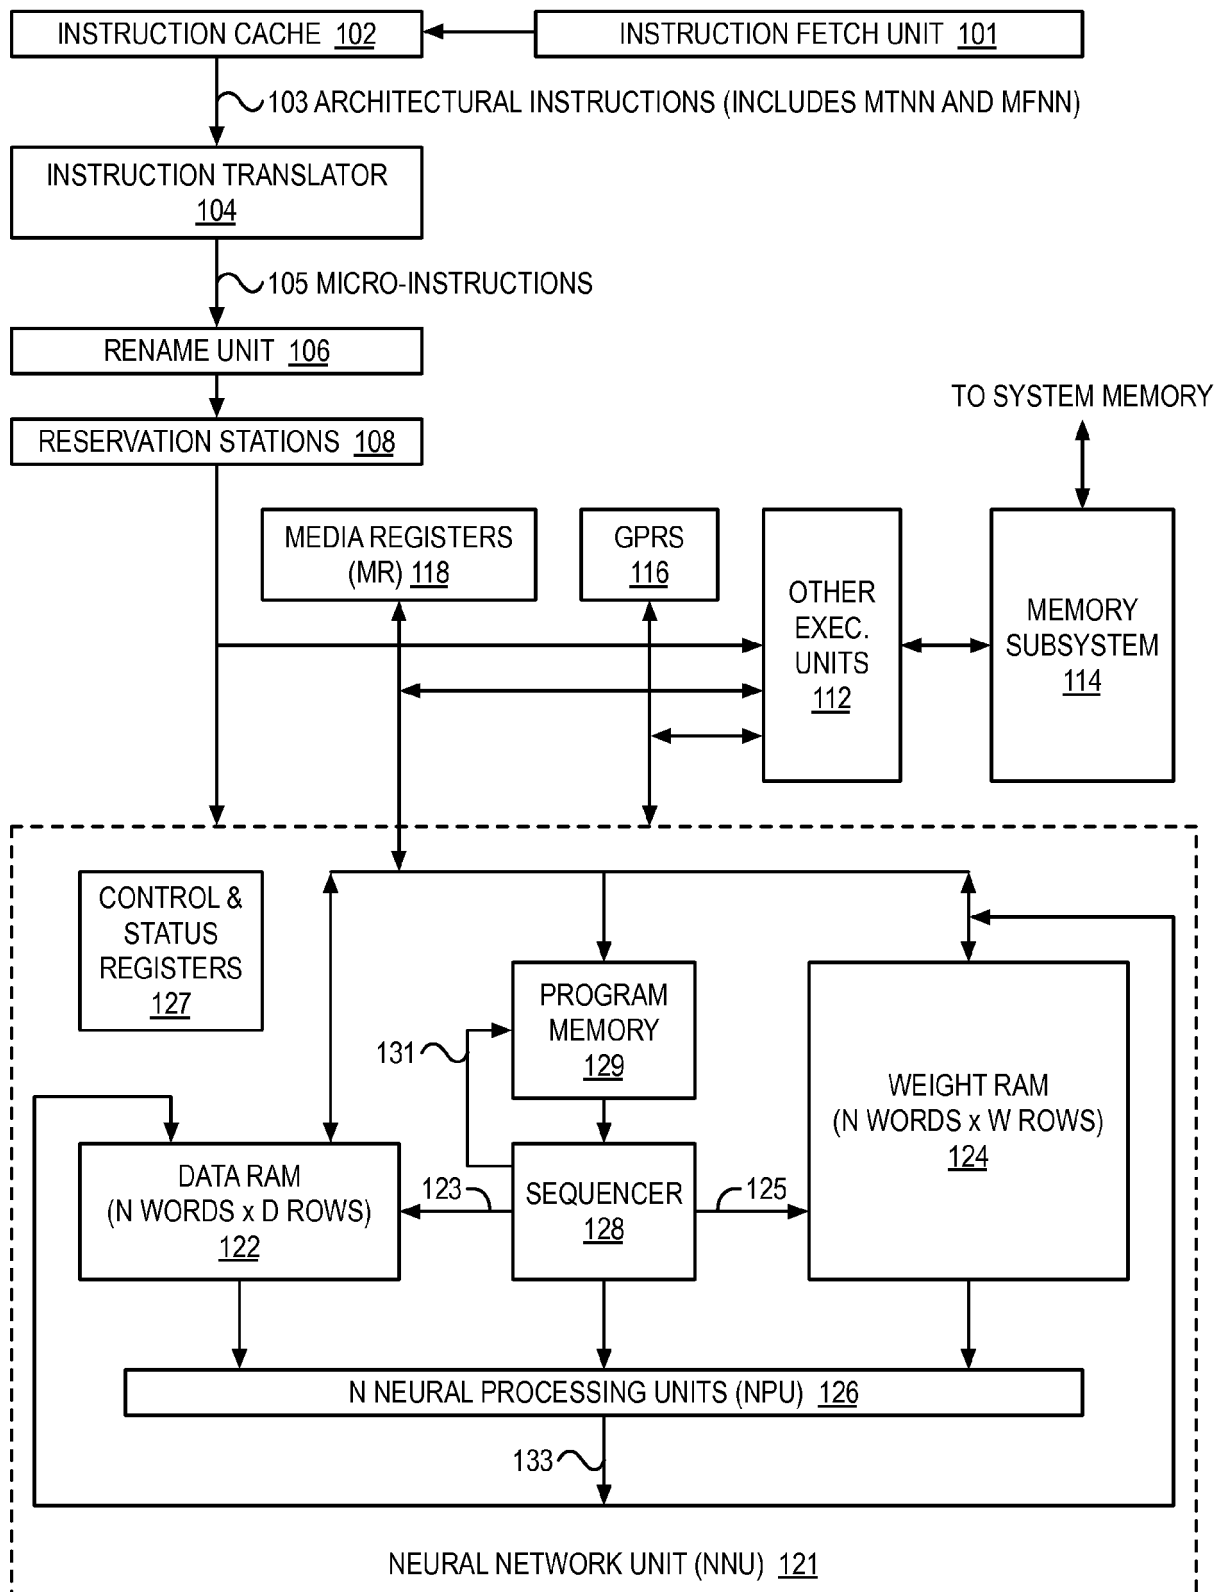 INSTRUCTION CACHE 102
INSTRUCTION FETCH UNIT 101
103 ARCHITECTURAL INSTRUCTIONS (INCLUDES MTNN AND MFNN)
INSTRUCTION TRANSLATOR
104
105 MICRO-INSTRUCTIONS
RENAME UNIT 106
TO SYSTEM MEMORY
RESERVATION STATIONS 108
MEDIA REGISTERS
(MR) 118
GPRS
116
OTHER
EXEC.
UNITS
112
MEMORY
SUBSYSTEM
114
CONTROL &
STATUS
REGISTERS
127
PROGRAM
MEMORY
129
131
WEIGHT RAM
(N WORDS x W ROWS)
124
DATA RAM
(N WORDS x D ROWS)
122
123
SEQUENCER
128
125
N NEURAL PROCESSING UNITS (NPU) 126
133
NEURAL NETWORK UNIT (NNU) 121